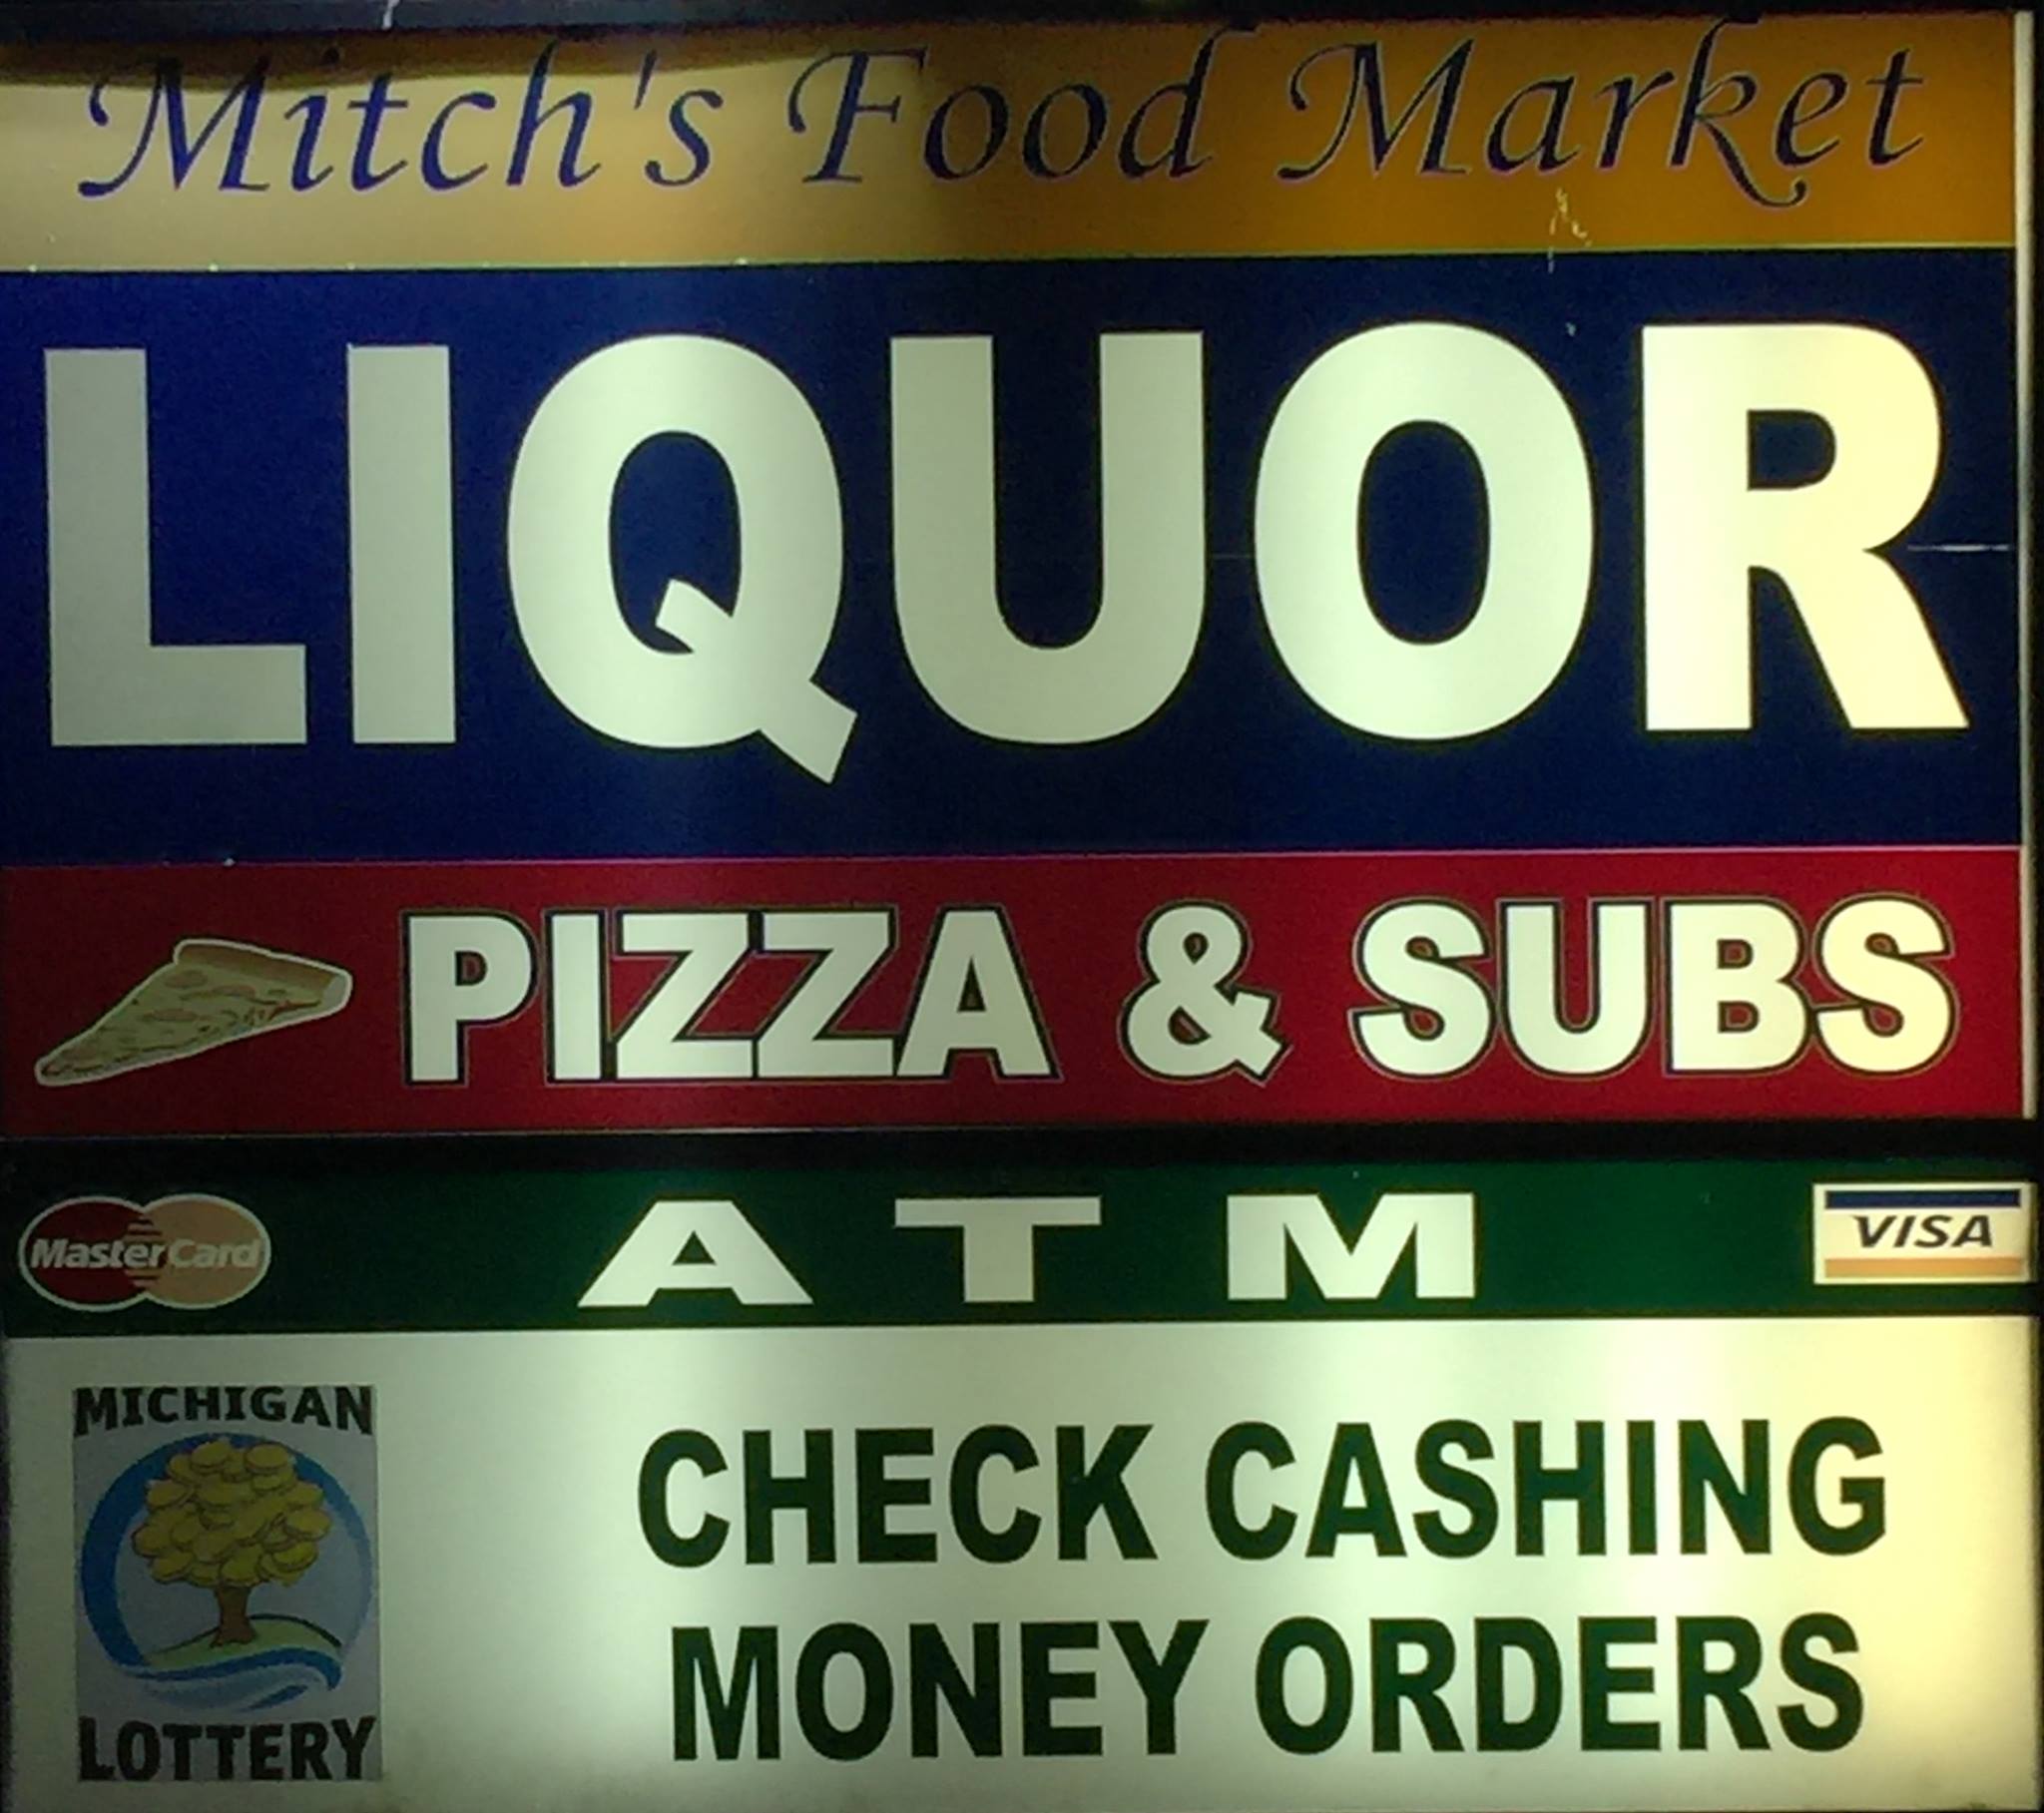 Mitch's Food Market
LIQUOR
PIZZA & SUBS
MasterCard
ATM
VISA
MICHIGAN
LOTTERY
CHECK CASHING
MONEY ORDERS